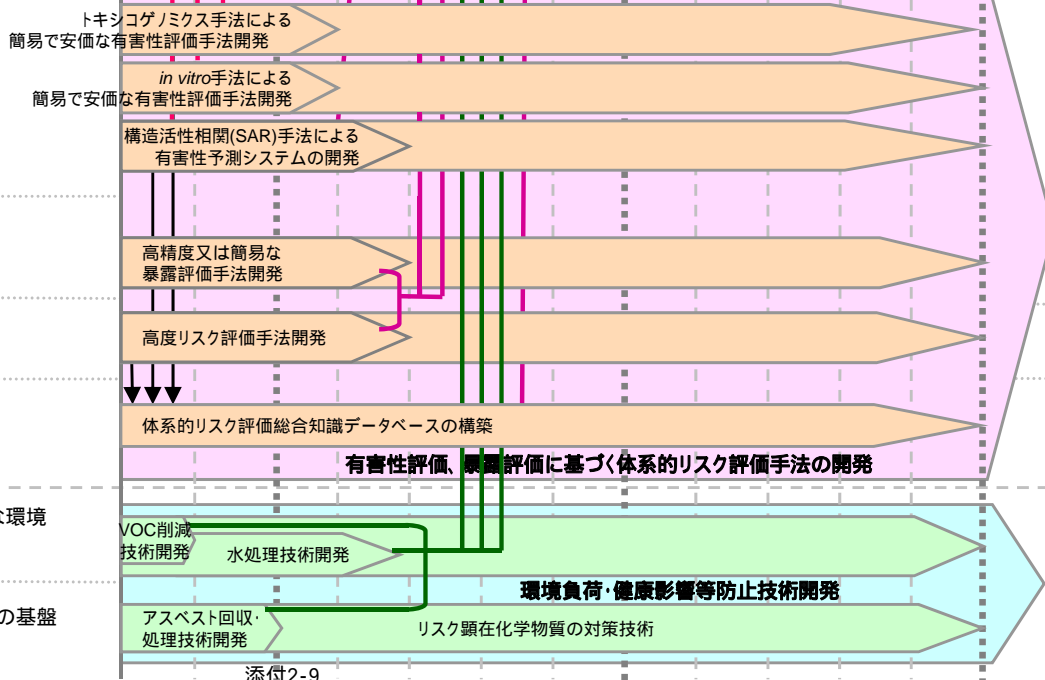 トキシコゲノミクス手法による
簡易で安価な有害性評価手法開発
in vitro手法による
簡易で安価な有害性評価手法開発
構造活性相関(SAR)手法による
有害性予測システムの開発
高精度又は簡易な
暴露評価手法開発
高度リスク評価手法開発
体系的リスク評価総合知識データベースの構築
有害性評価、暴露評価に基づく体系的リスク評価手法の開発
な環境
VOC削減
技術開発
水処理技術開発
環境負荷・健康影響等防止技術開発
の基盤
アスベスト回収・
処理技術開発
リスク顕在化学物質の対策技術
添付2-9